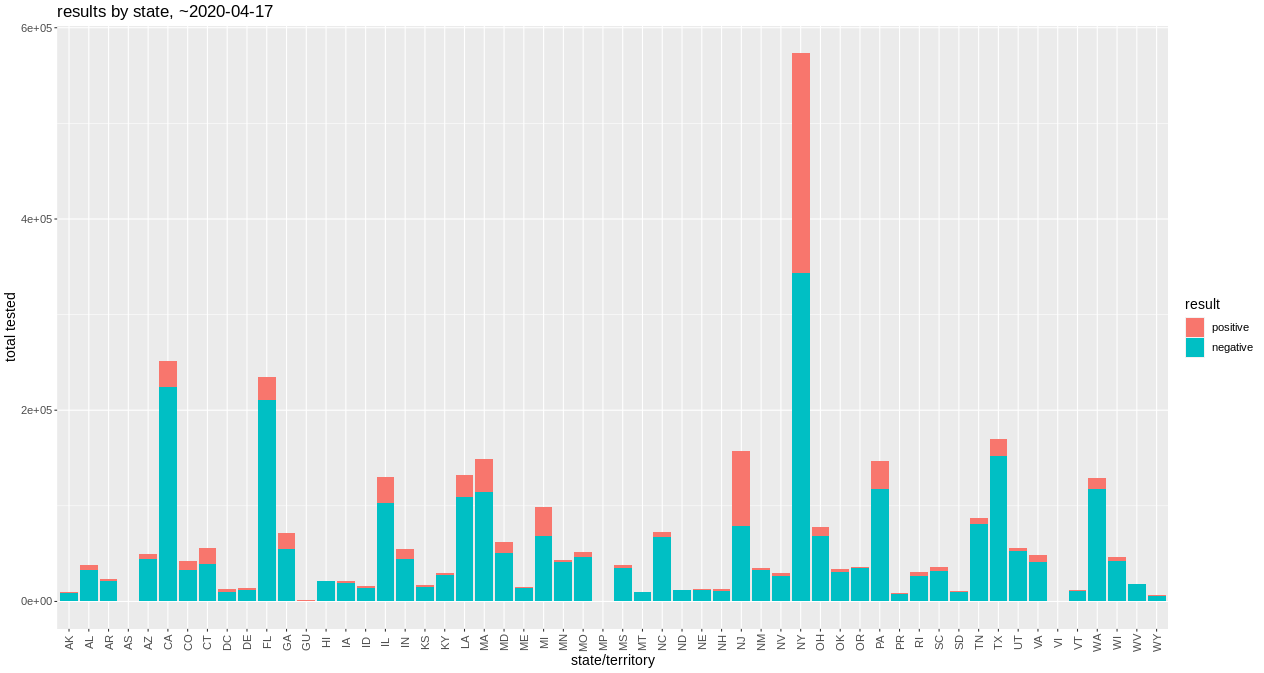 results by state, ~2020-04-17
6e+05
4e+05
2e+05
0e+00
total tested
AK AL AR AS AZ CA CO CT DC DE FL GA GU HI IA ID IL IN KS KY LA MA MD ME MI MN MO MP MS MT NC ND NE NH NJ NM NV NY OH OK OR PA PR RI SC SD TN TX UT VA VI VT WA WI WV WY
state/territory
result
positive
negative